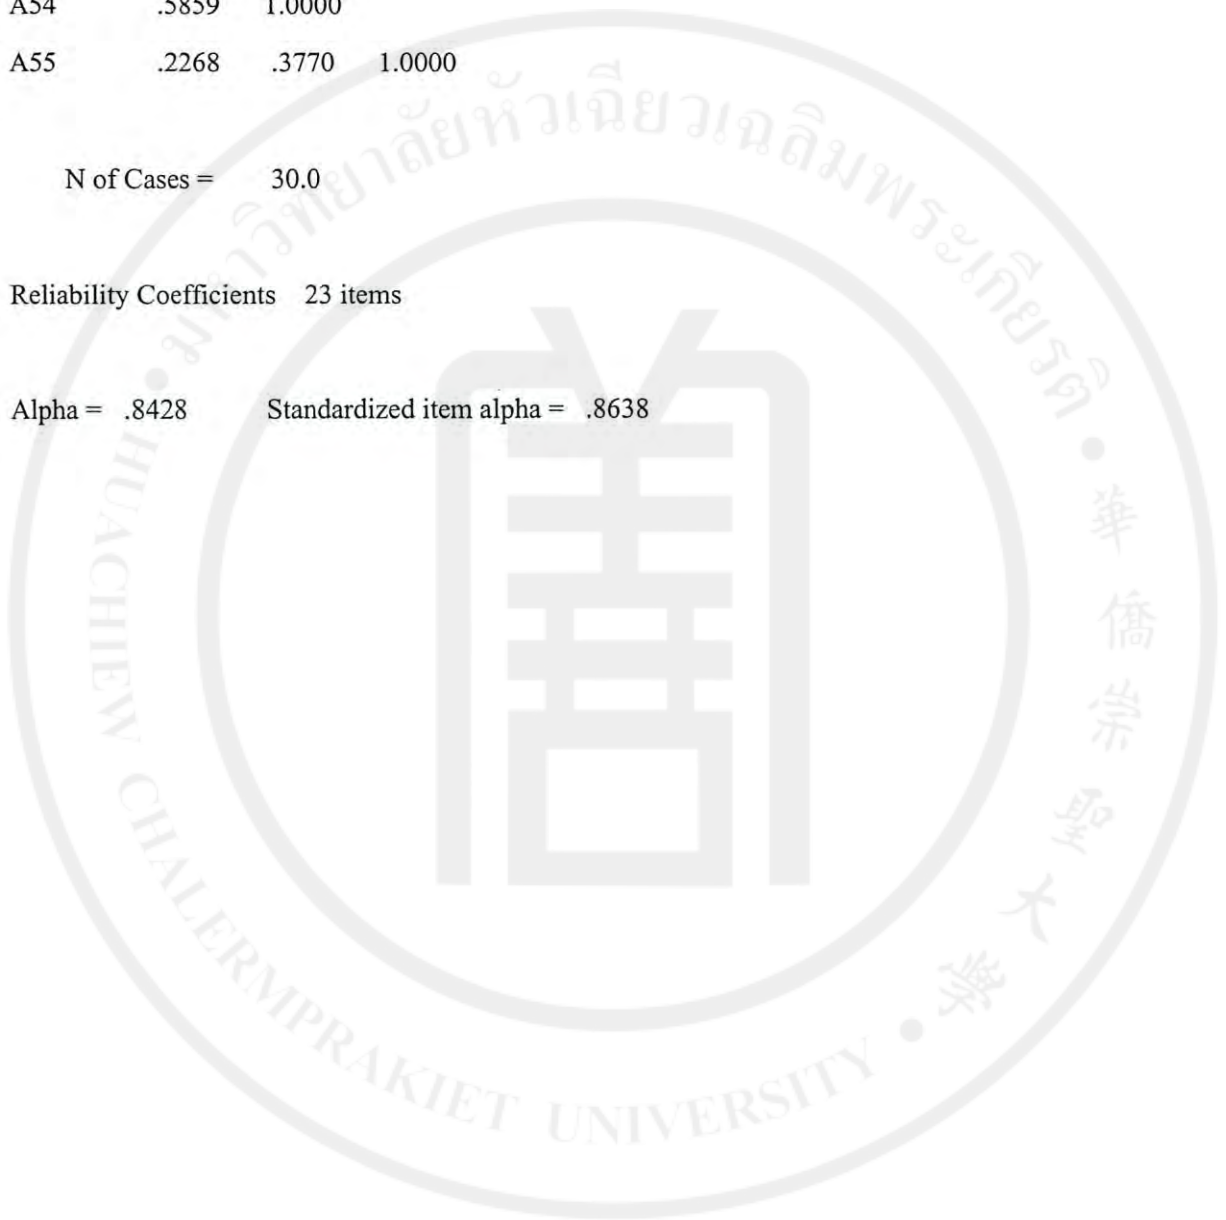 A54 .5859 1.0000
A55 .2268 .3770 1.0000
N of Cases = 30.0
Reliability Coefficients 23 items
Alpha = .8428 Standardized item alpha = .8638
มหาวิทยาลัยหัวเฉียวเฉลิมพระเกียรติ
華僑崇聖大學
HUACHIEW CHALERMPRAKIET UNIVERSITY